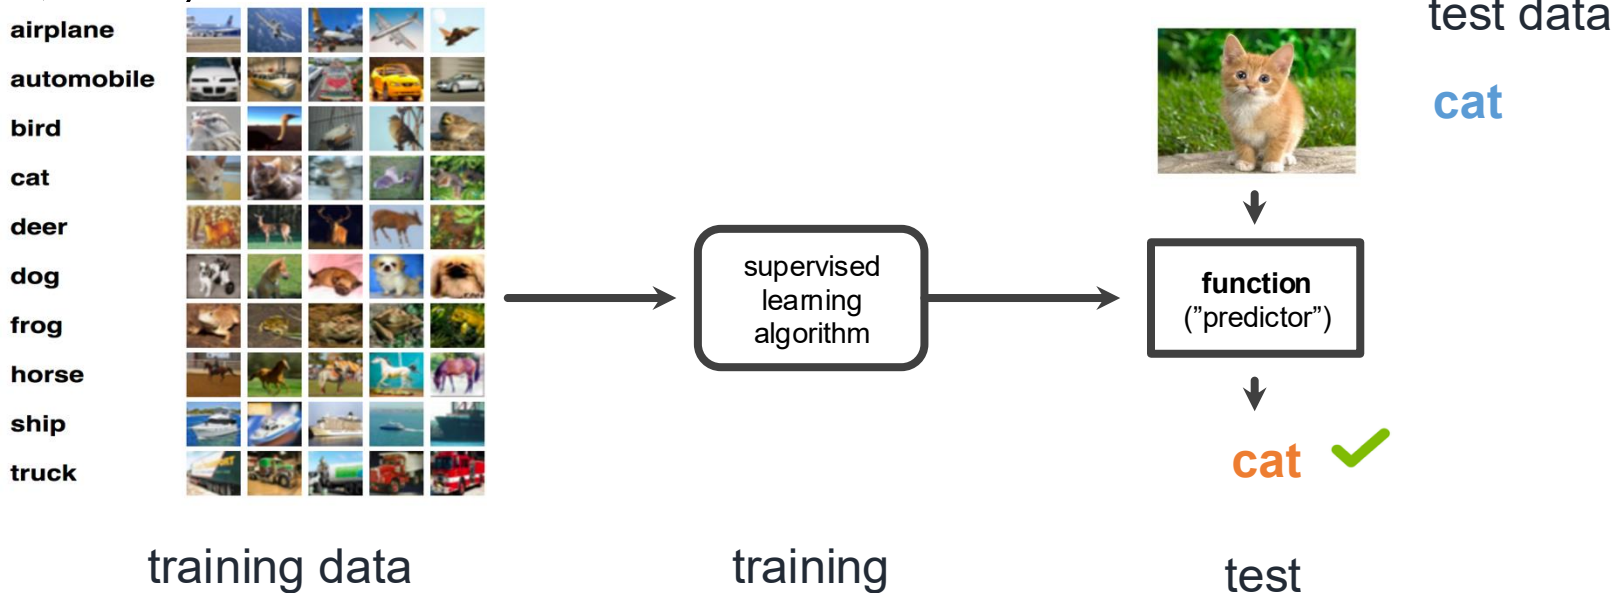 airplane
automobile
bird
cat
deer
dog
frog
horse
ship
truck
training data
supervised
learning
algorithm
training
test data
cat
function
(”predictor”)
cat
test